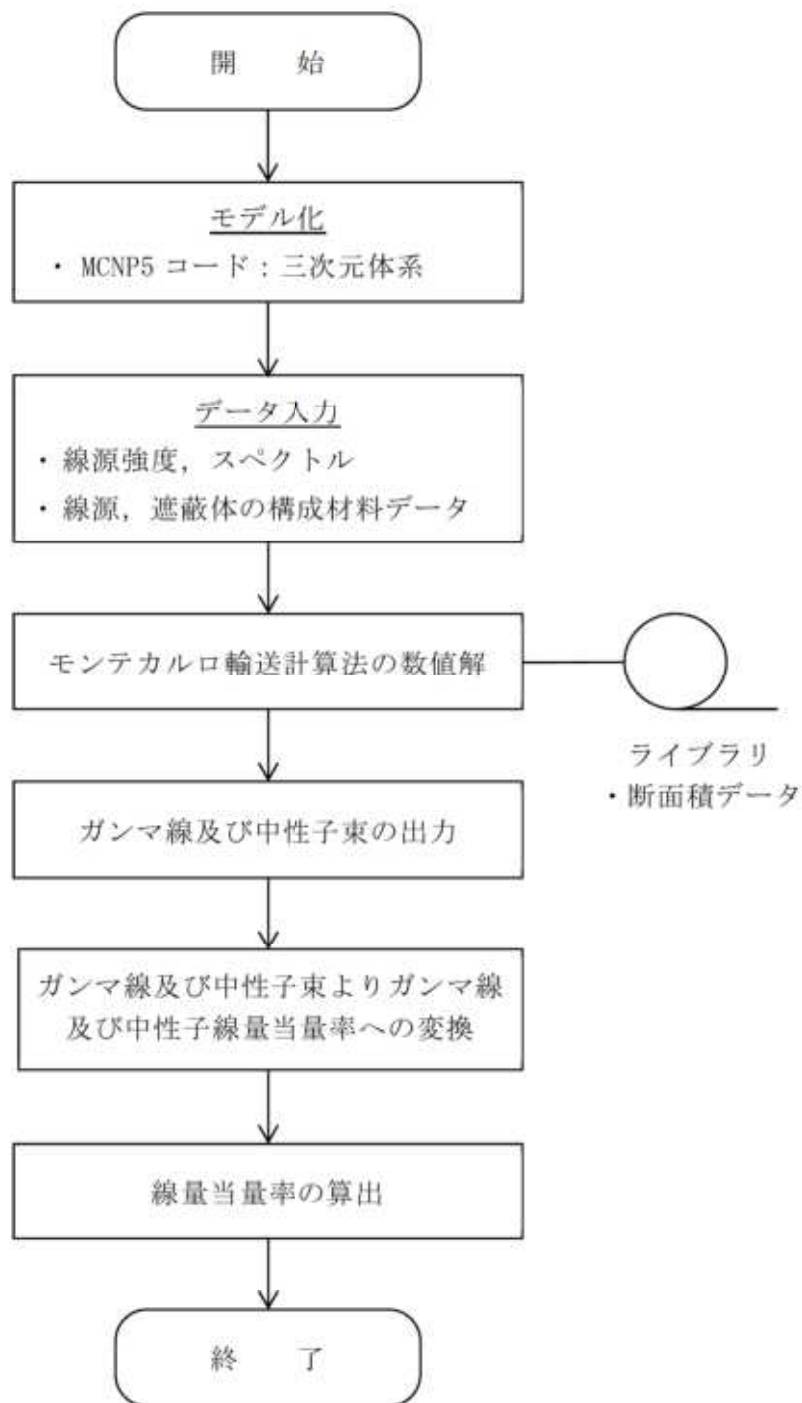 開　　始
モデル化
・ MCNP5 コード：三次元体系
データ入力
・ 線源強度，スペクトル
・ 線源，遮蔽体の構成材料データ
モンテカルロ輸送計算法の数値解
ライブラリ
・断面積データ
ガンマ線及び中性子束の出力
ガンマ線及び中性子束よりガンマ線
及び中性子線量当量率への変換
線量当量率の算出
終　　了